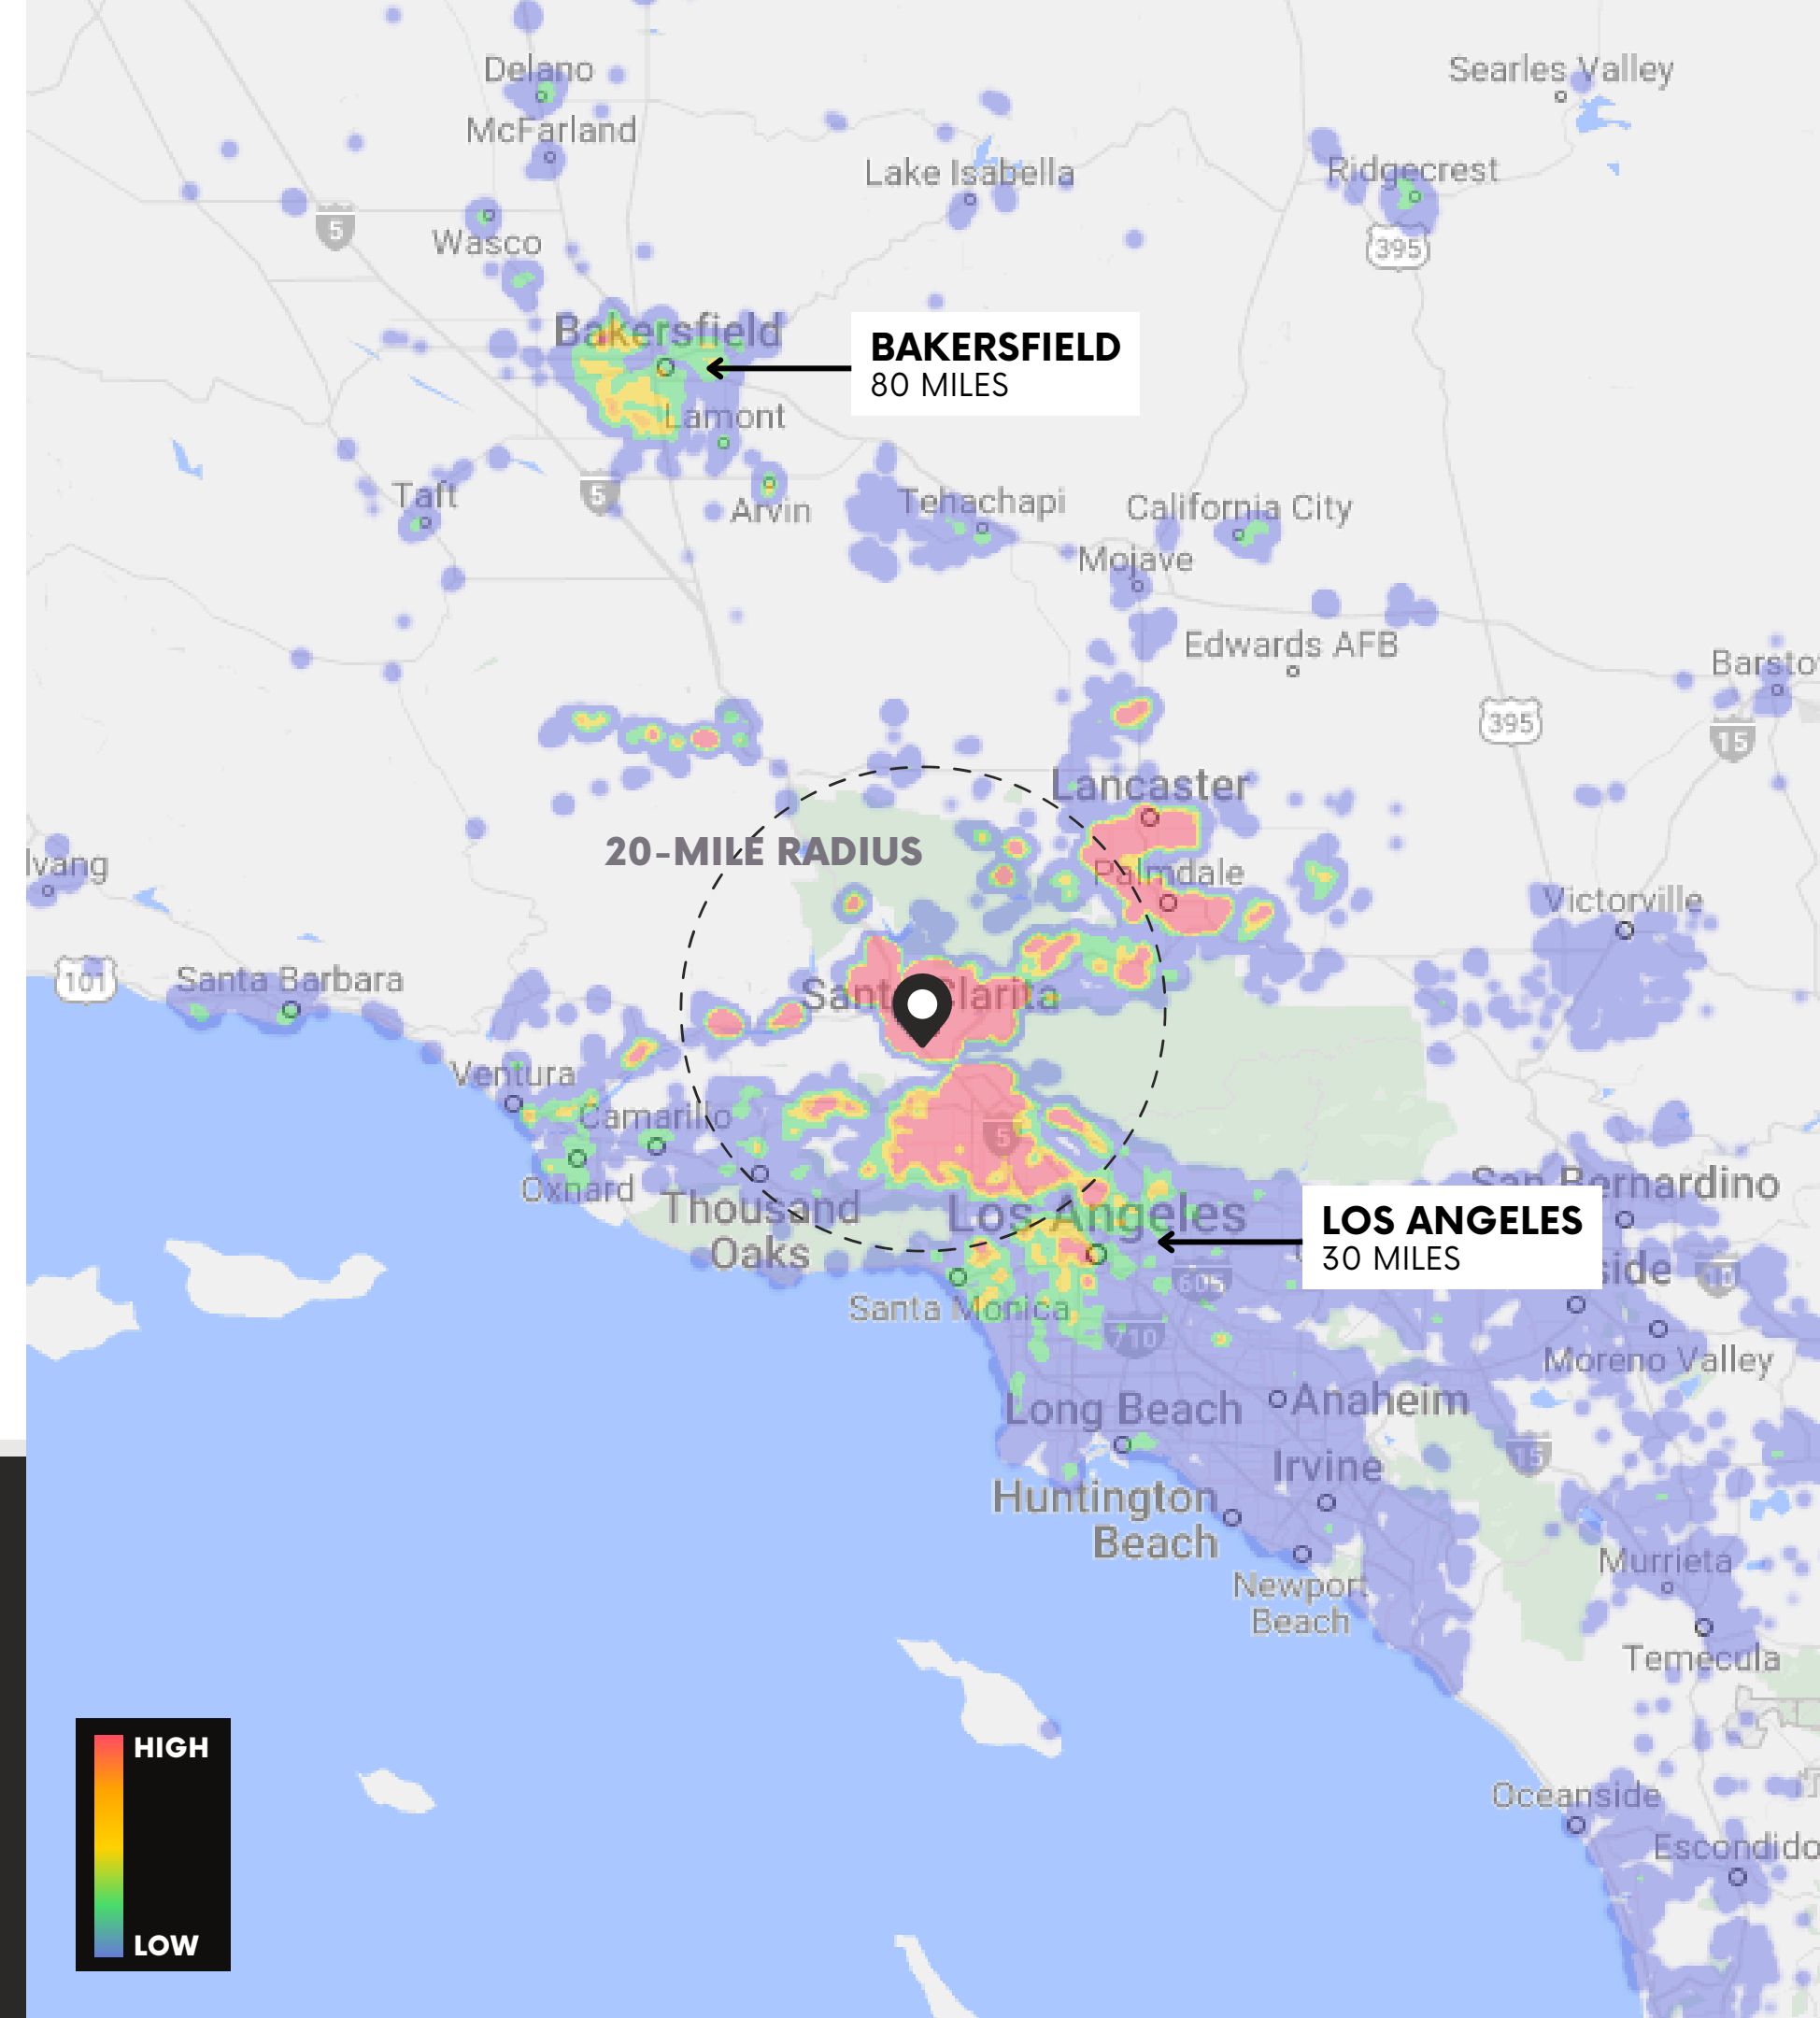 Delano
Searles Valley
McFarland
Lake Isabella
Ridgecrest
5
Wasco
395
Bakersfield
BAKERSFIELD
80 MILES
Lamont
Taft
5
Arvin
Tehachapi
California City
Mojave
Edwards AFB
Barsto
395
15
Lancaster
20-MILE RADIUS
lvang
Palmdale
Victorville
101
Santa Barbara
Santa Clarita
Ventura
Camarillo
5
Oxnard
San Bernardino
Thousand
Oaks
Los Angeles
LOS ANGELES
30 MILES
605
side
10
Santa Monica
710
Moreno Valley
Long Beach
Anaheim
15
Irvine
Huntington
Beach
Murrieta
Newport
Beach
Temecula
HIGH
Oceanside
Escondido
LOW